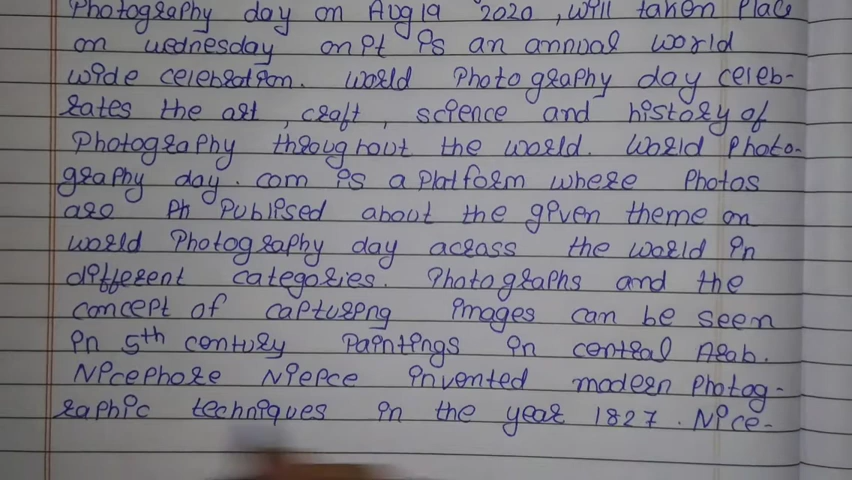 Photography day on Aug 19 2020, will taken place
on wednesday on it is an annual world
wide celebration. World Photography day celeb-
rates the art, craft, science and history of
Photography throughout the world. World Photo-
graphy day. com is a platform where Photos
are Ph Publised about the given theme on
world Photography day across the world in
different categories. Photographs and the
concept of captureng images can be seen
in 5th contury Paintings in central Arab.
Nicephore Niepce invented modern Photog-
raphic techniques in the year 1827. Nice-